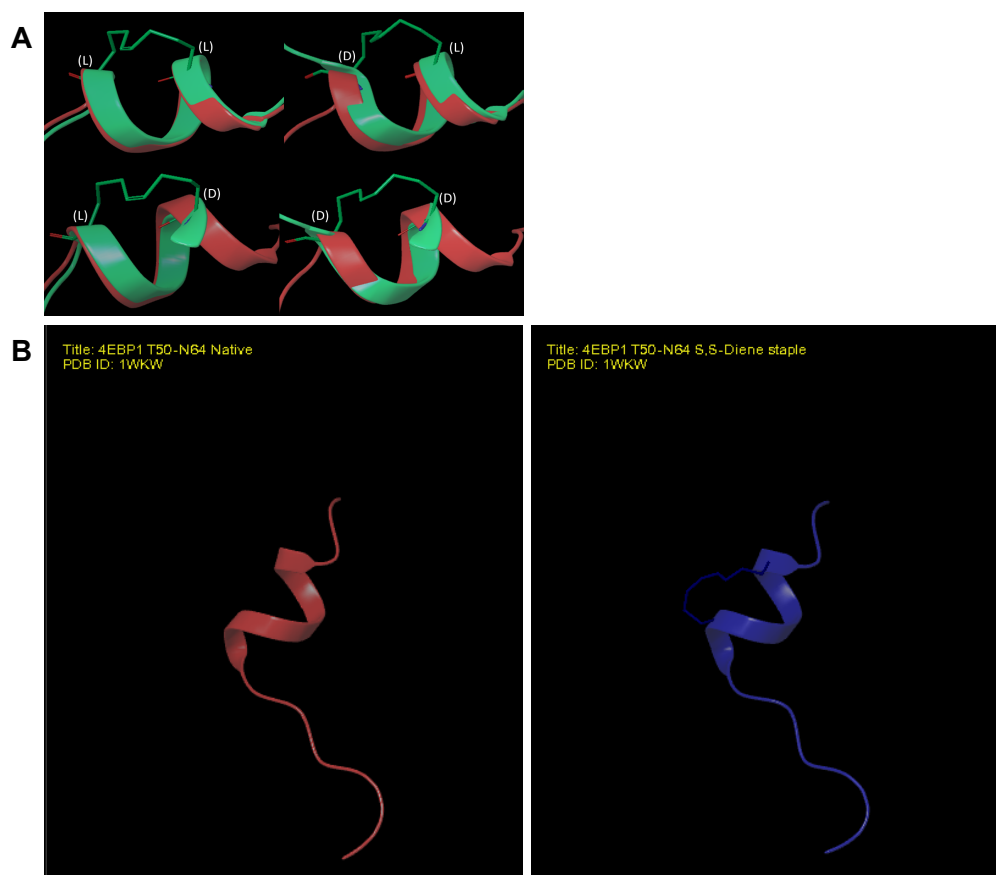 A
(L) (L)
(D) (L)
(L) (D)
(D) (D)
B
Title: 4EBP1 T50-N64 Native
PDB ID: 1WKW
Title: 4EBP1 T50-N64 S,S-Diene staple
PDB ID: 1WKW